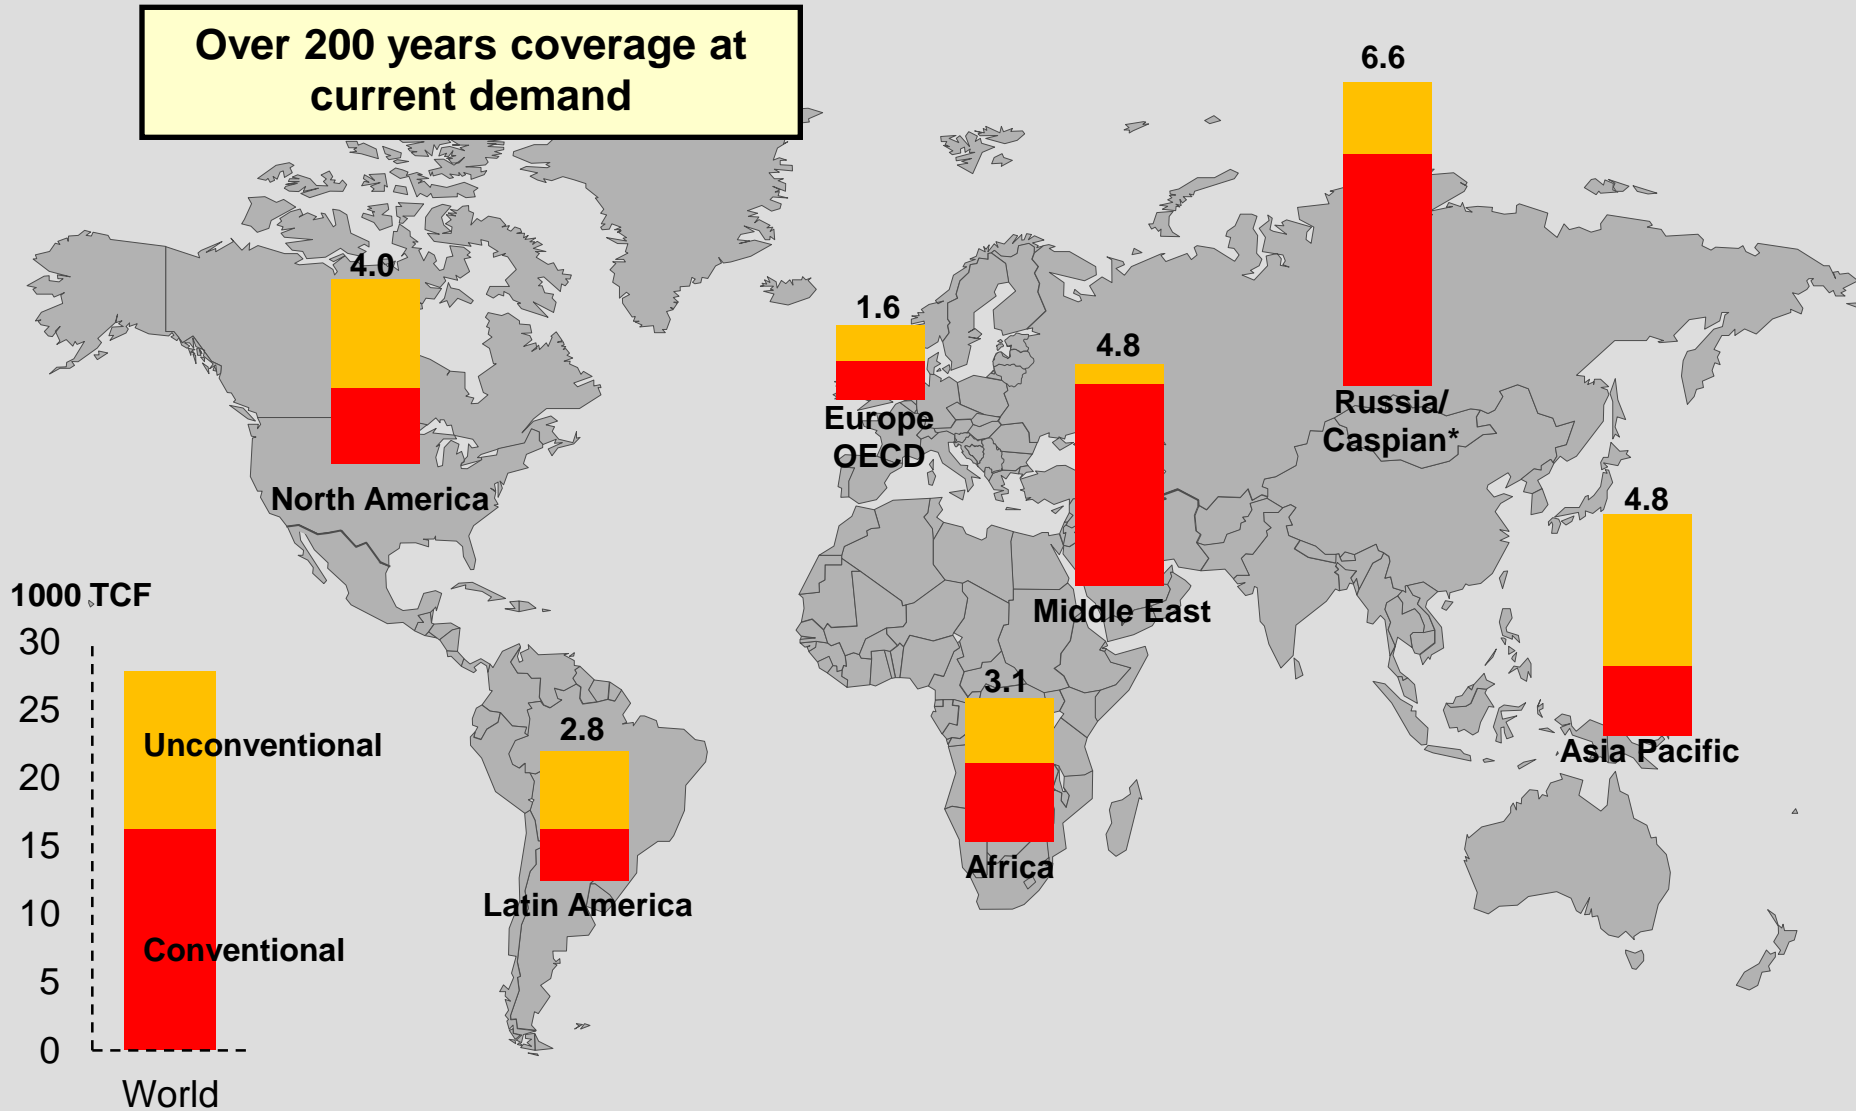 Over 200 years coverage at
current demand
6.6
4.0
1.6
4.8
Russia/
Caspian*
Europe
OECD
North America
4.8
1000 TCF
Middle East
30
3.1
25
2.8
Unconventional
Asia Pacific
20
15
Africa
Latin America
10
Conventional
5
0
World